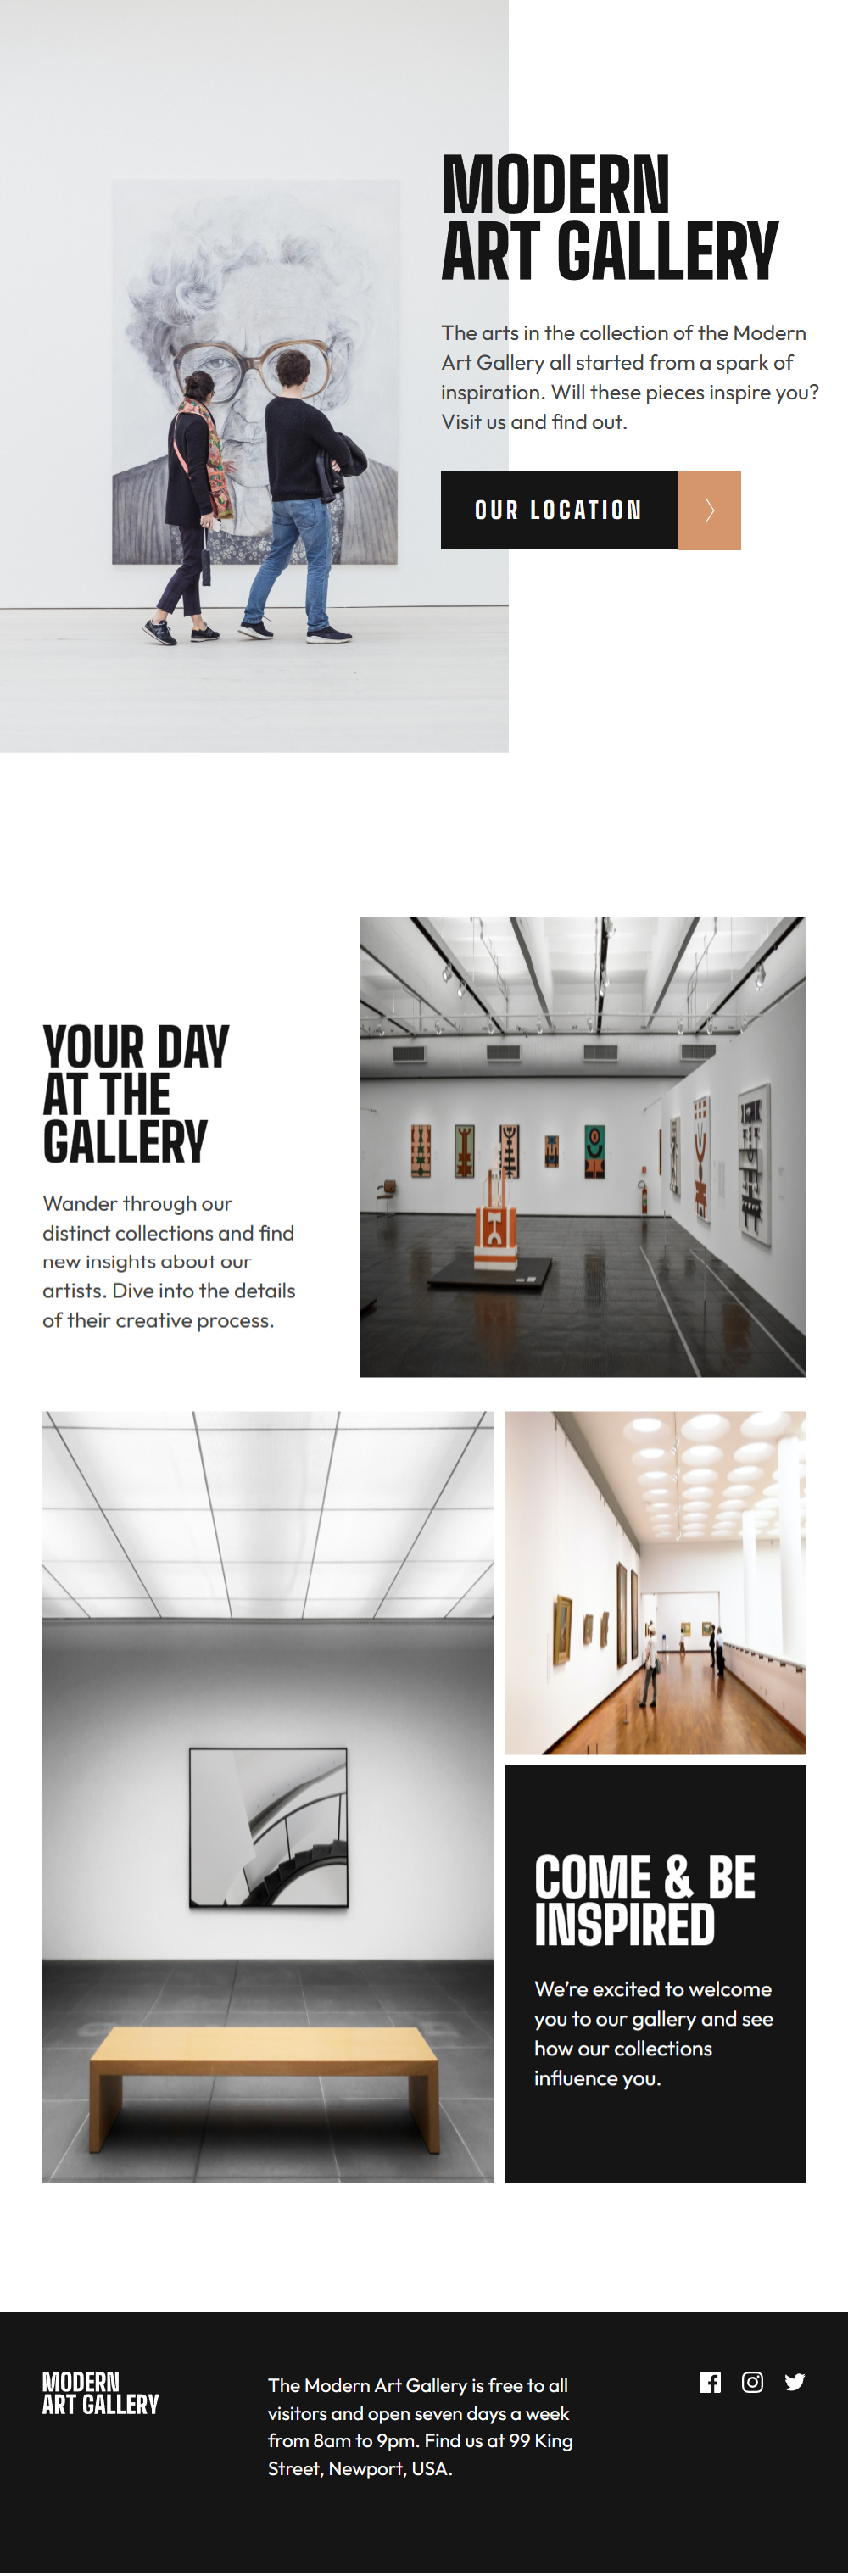 MODERN
ART GALLERY
The arts in the collection of the Modern
Art Gallery all started from a spark of
inspiration. Will these pieces inspire you?
Visit us and find out.
OUR LOCATION
YOUR DAY
AT THE
GALLERY
Wander through our
distinct collections and find
new insights about our
artists. Dive into the details
of their creative process.
COME & BE
INSPIRED
We’re excited to welcome
you to our gallery and see
how our collections
influence you.
MODERN
ART GALLERY
The Modern Art Gallery is free to all
visitors and open seven days a week
from 8am to 9pm. Find us at 99 King
Street, Newport, USA.